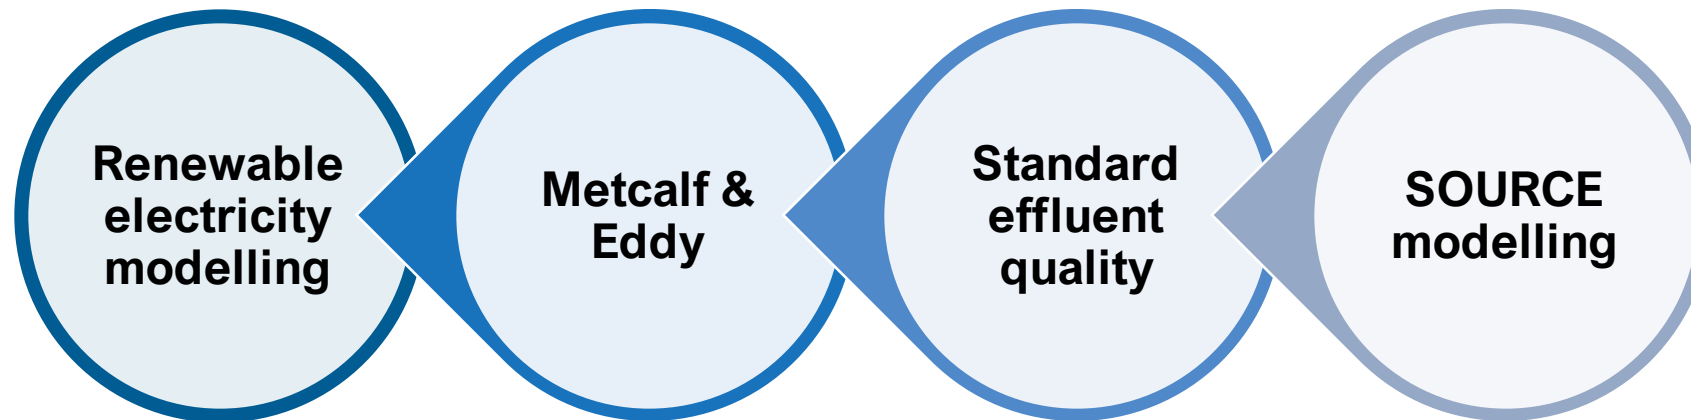 Renewable
electricity
modelling
Metcalf &
Eddy
Standard
effluent
quality
SOURCE
modelling